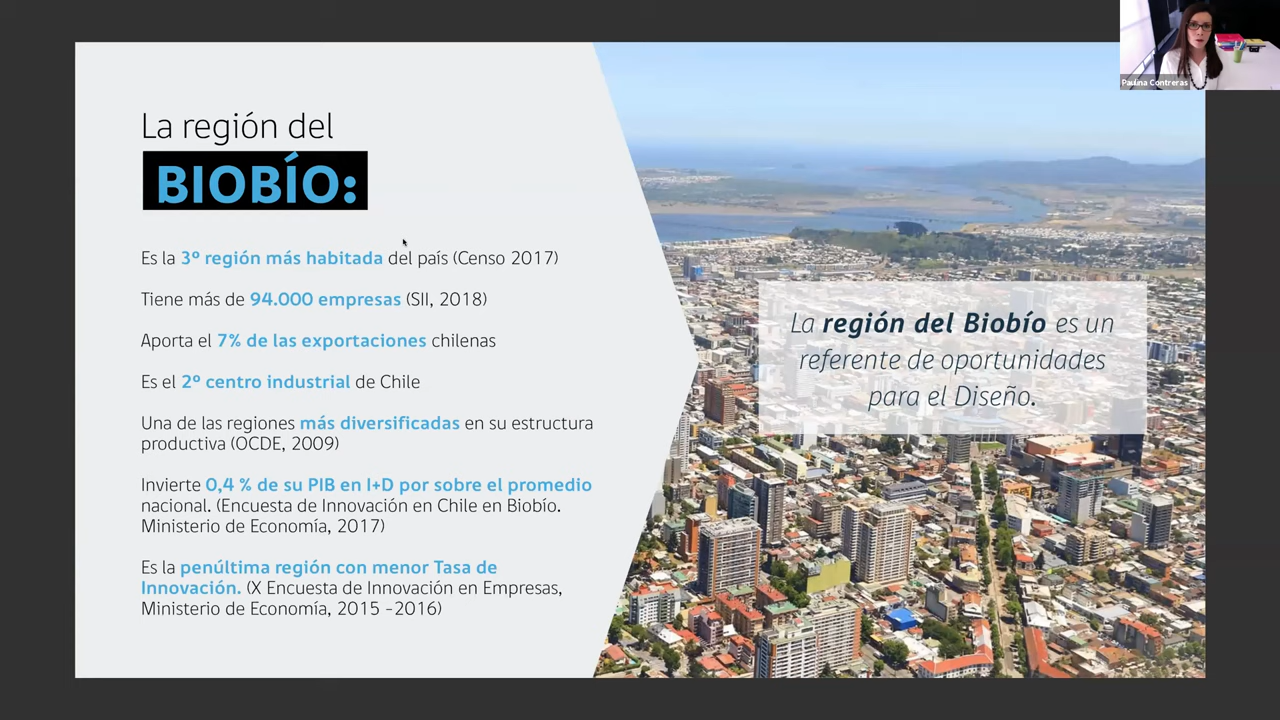 La región del
BIOBÍO:
Es la 3º región más habitada del país (Censo 2017)
Tiene más de 94.000 empresas (SII, 2018)
Aporta el 7% de las exportaciones chilenas
Es el 2º centro industrial de Chile
Una de las regiones más diversificadas en su estructura
productiva (OCDE, 2009)
Invierte 0,4 % de su PIB en I+D por sobre el promedio
nacional. (Encuesta de Innovación en Chile en Biobío.
Ministerio de Economía, 2017)
Es la penúltima región con menor Tasa de
Innovación. (X Encuesta de Innovación en Empresas,
Ministerio de Economía, 2015 -2016)
La región del Biobío es un
referente de oportunidades
para el Diseño.
Paulina Contreras